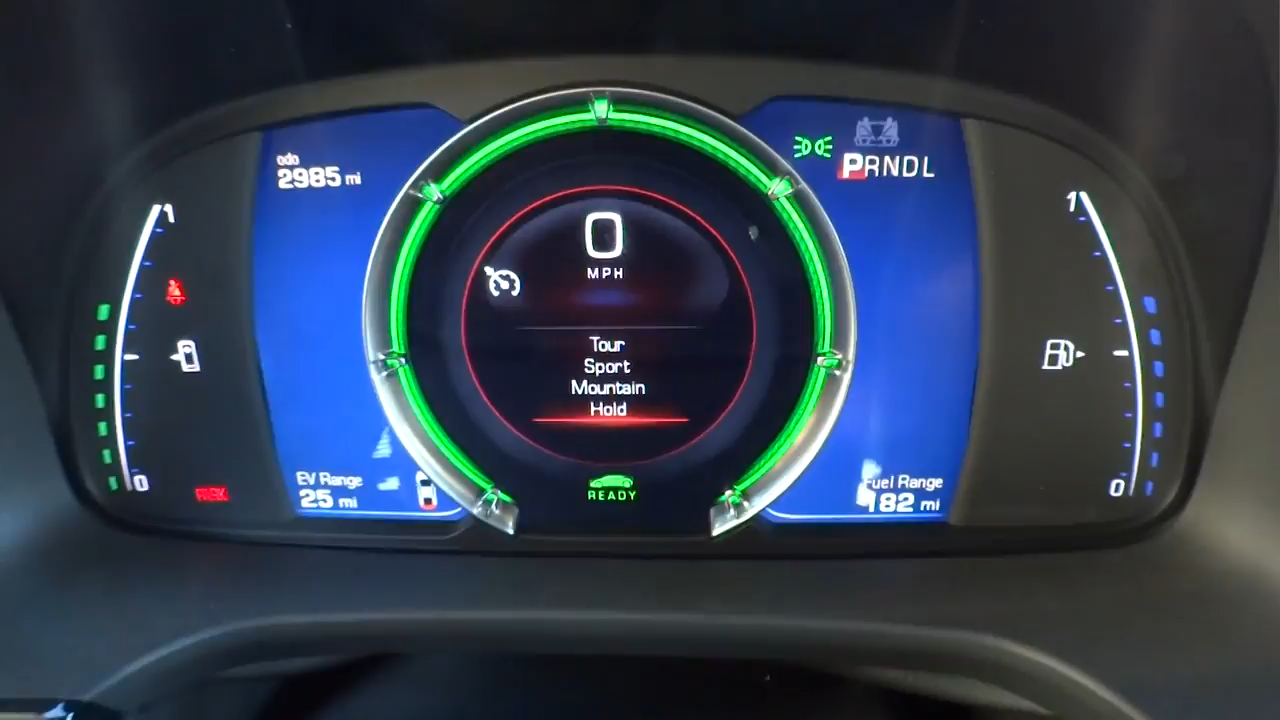 odo
2985 mi
PRNDL
1
1
0
MPH
Tour
Sport
Mountain
Hold
0
PARK
EV Range
25 mi
READY
Fuel Range
182 mi
0